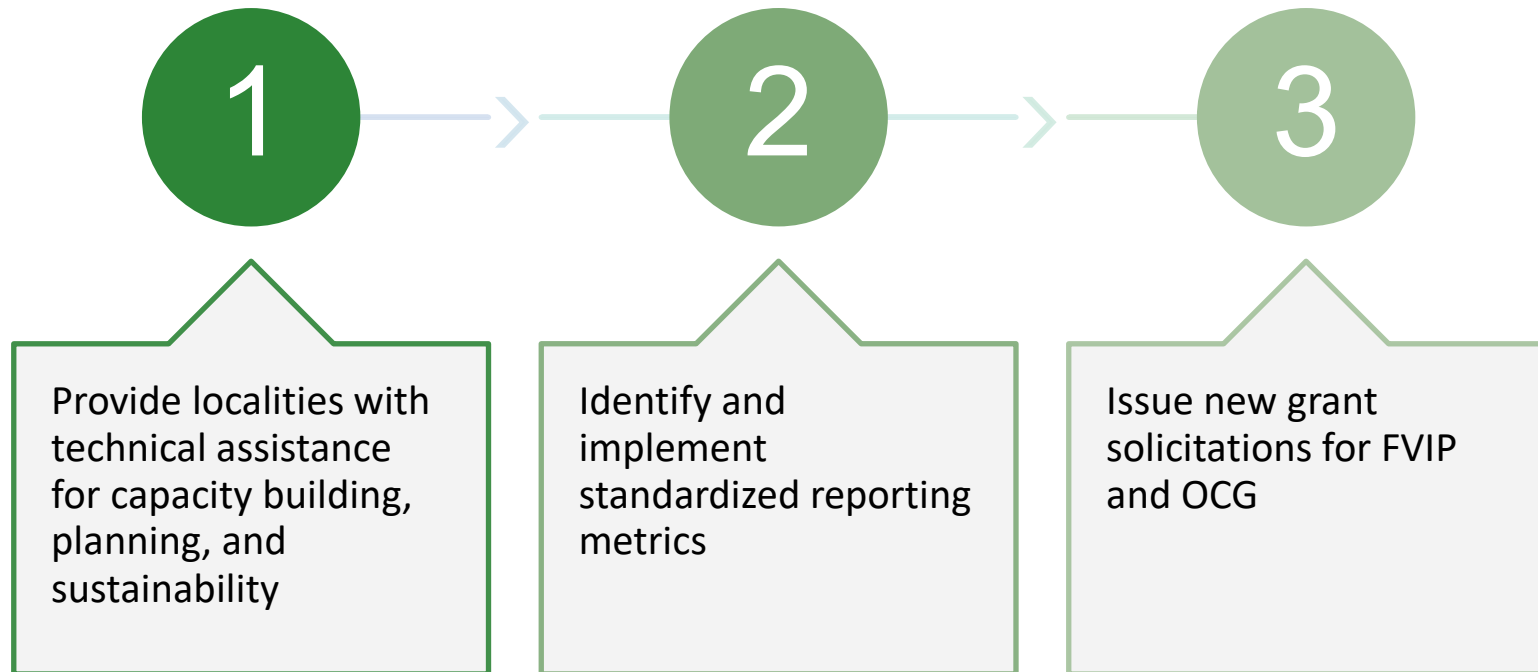 1
2
3
Provide localities with
technical assistance
for capacity building,
planning, and
sustainability
Identify and
implement
standardized reporting
metrics
Issue new grant
solicitations for FVIP
and OCG